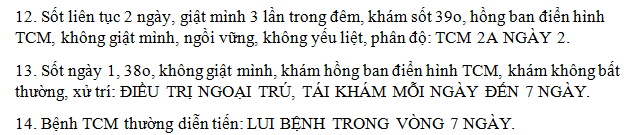 12. Sốt liên tục 2 ngày, giật mình 3 lần trong đêm, khám sốt 39o, hồng ban điển hình
TCM, không giật mình, ngồi vững, không yếu liệt, phân độ: TCM 2A NGÀY 2.
13. Sốt ngày 1, 38o, không giật mình, khám hồng ban điển hình TCM, khám không bất
thường, xử trí: ĐIỀU TRỊ NGOẠI TRÚ, TÁI KHÁM MỖI NGÀY ĐẾN 7 NGÀY.
14. Bệnh TCM thường diễn tiến: LUI BỆNH TRONG VÒNG 7 NGÀY.